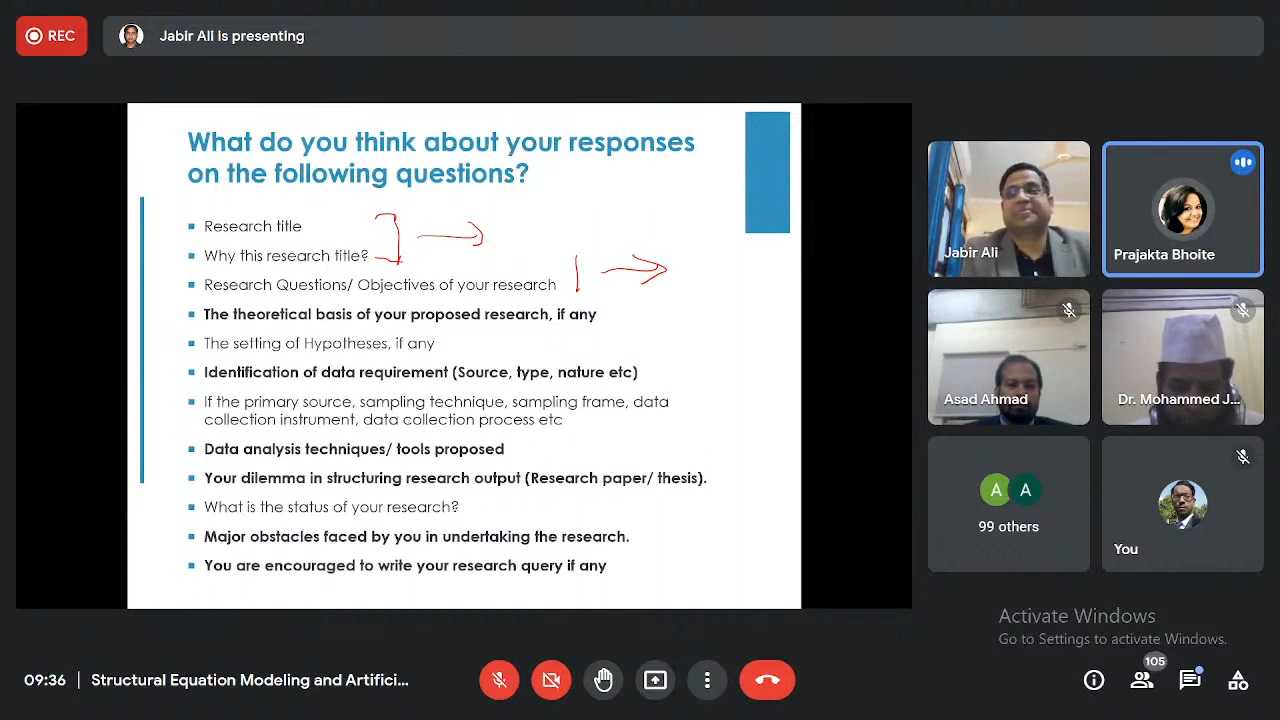 REC
Jabir Ali is presenting
What do you think about your responses
on the following questions?
Research title
Why this research title?
Research Questions/ Objectives of your research
The theoretical basis of your proposed research, if any
The setting of Hypotheses, if any
Identification of data requirement (Source, type, nature etc)
If the primary source, sampling technique, sampling frame, data
collection instrument, data collection process etc
Data analysis techniques/ tools proposed
Your dilemma in structuring research output (Research paper/ thesis).
What is the status of your research?
Major obstacles faced by you in undertaking the research.
You are encouraged to write your research query if any
Jabir Ali
Prajakta Bhoite
Asad Ahmad
Dr. Mohammed J...
A A
99 others
You
Activate Windows
Go to Settings to activate Windows.
09:36 | Structural Equation Modeling and Artifici...
105